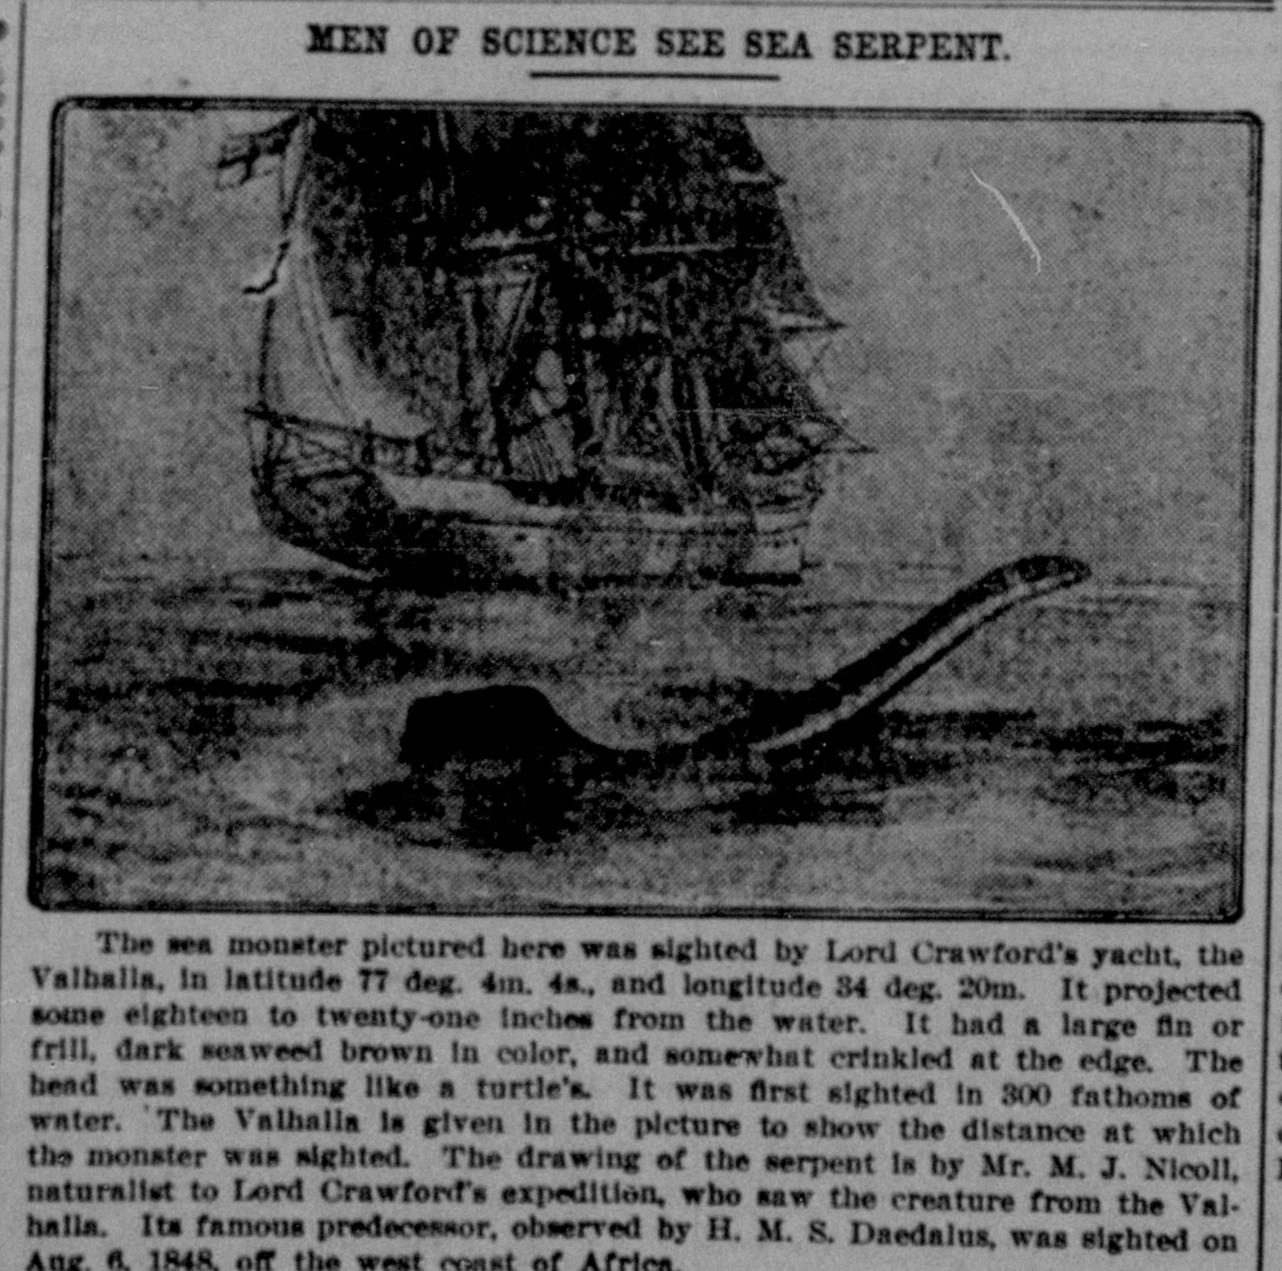 MEN OF SCIENCE SEE SEA SERPENT.
The sea monster pictured here was sighted by Lord Crawford's yacht, the
Valhalla, in latitude 77 deg. 4m. 4s., and longitude 34 deg. 20m. It projected
some eighteen to twenty-one inches from the water. It had a large fin or
frill, dark seaweed brown in color, and somewhat crinkled at the edge. The
head was something like a turtle's. It was first sighted in 300 fathoms of
water. The Valhalla is given in the picture to show the distance at which
the monster was sighted. The drawing of the serpent is by Mr. M. J. Nicoll,
naturalist to Lord Crawford's expedition, who saw the creature from the Val-
halla. Its famous predecessor, observed by H. M. S. Daedalus, was sighted on
Aug. 6, 1848, off the west coast of Africa.